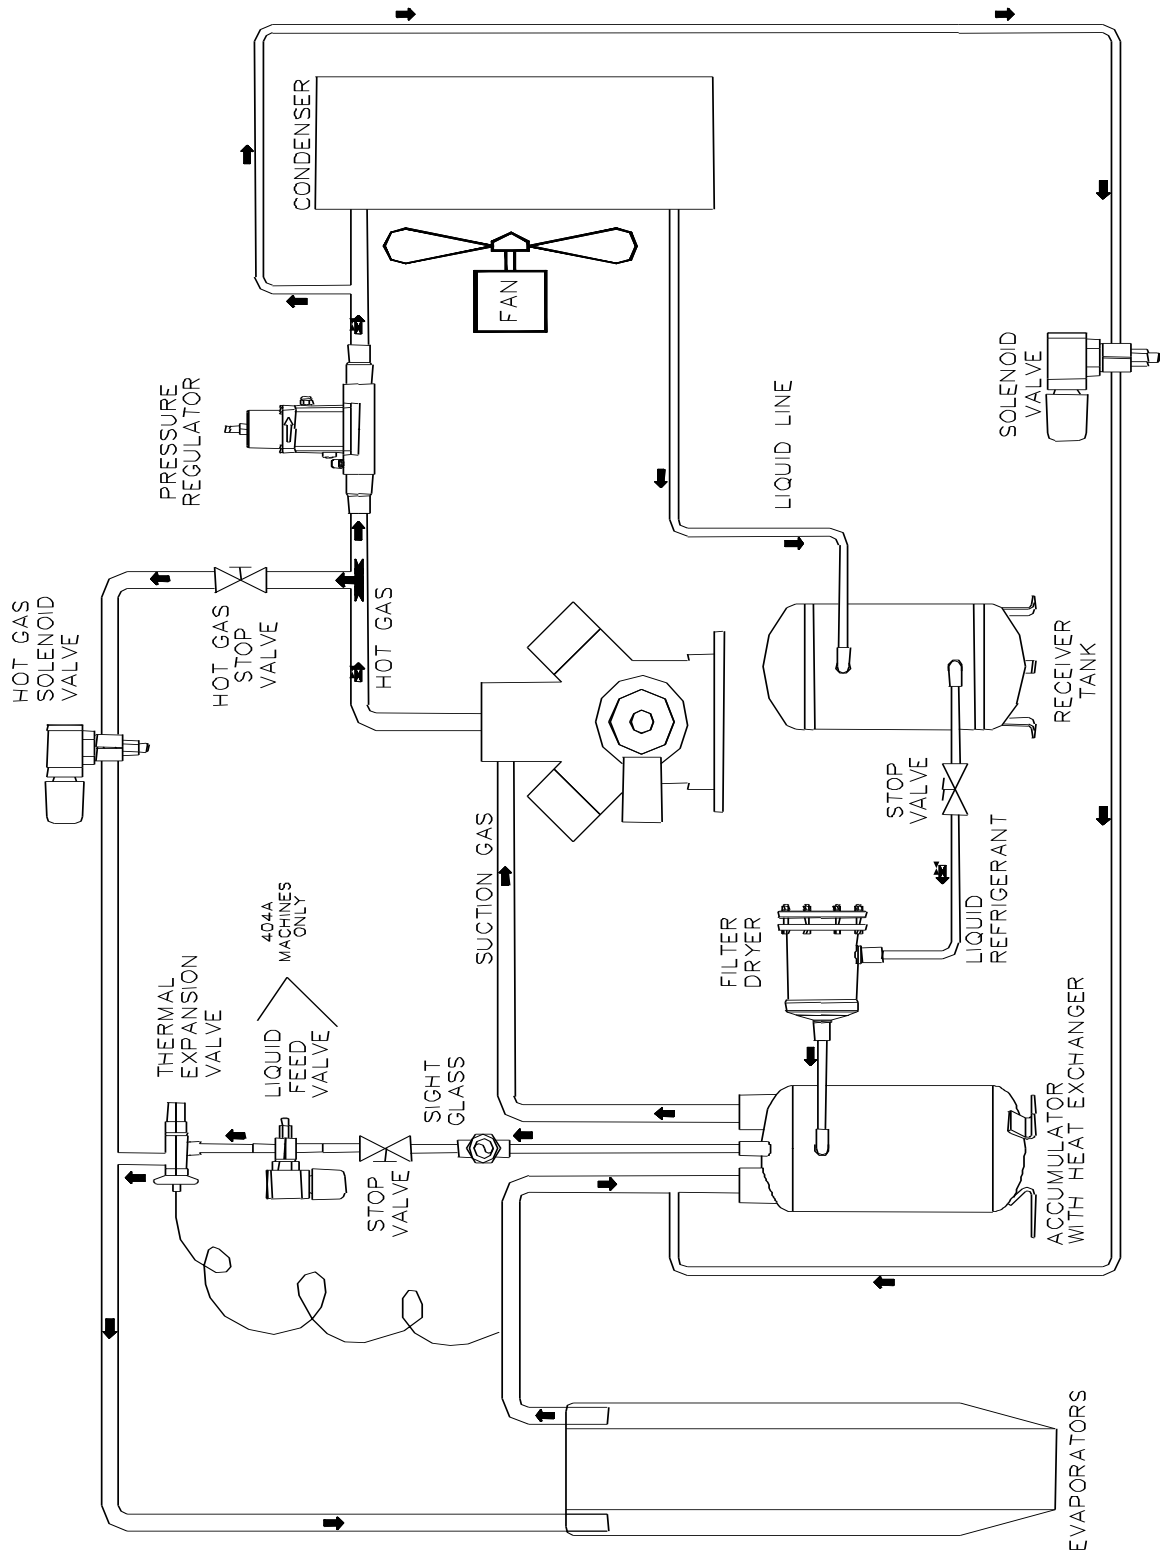 CONDENSER
FAN
PRESSURE
REGULATOR
SOLENOID
VALVE
LIQUID LINE
HOT GAS
SOLENOID
VALVE
HOT GAS
STOP
VALVE
HOT GAS
RECEIVER
TANK
STOP
VALVE
SUCTION GAS
404A
MACHINES
ONLY
FILTER
DRYER
LIQUID
REFRIGERANT
THERMAL
EXPANSION
VALVE
LIQUID
FEED
VALVE
SIGHT
GLASS
STOP
VALVE
ACCUMULATOR
WITH HEAT EXCHANGER
EVAPORATORS